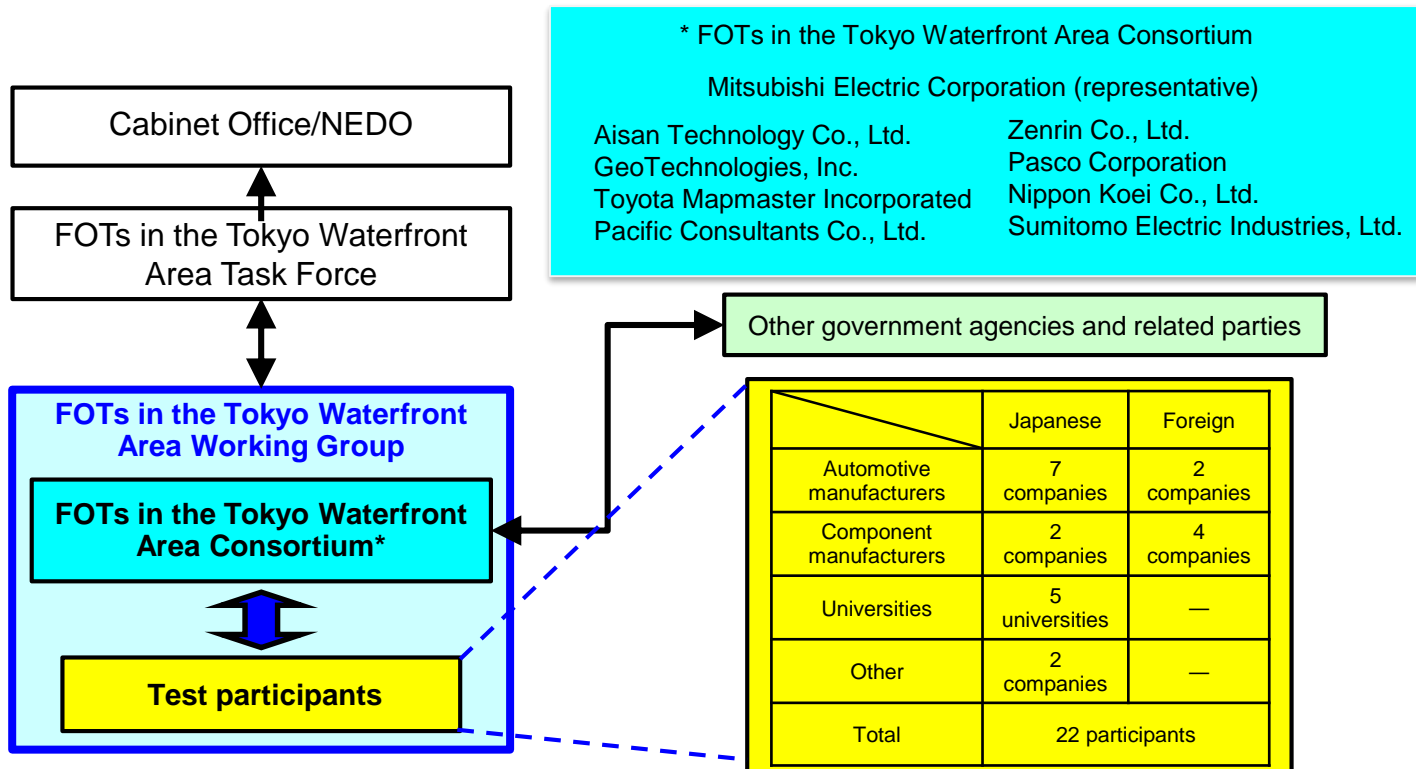 * FOTs in the Tokyo Waterfront Area Consortium
Mitsubishi Electric Corporation (representative)
Aisan Technology Co., Ltd.
GeoTechnologies, Inc.
Toyota Mapmaster Incorporated
Pacific Consultants Co., Ltd.
Zenrin Co., Ltd.
Pasco Corporation
Nippon Koei Co., Ltd.
Sumitomo Electric Industries, Ltd.
Cabinet Office/NEDO
FOTs in the Tokyo Waterfront
Area Task Force
Other government agencies and related parties
FOTs in the Tokyo Waterfront
Area Working Group
FOTs in the Tokyo Waterfront
Area Consortium*
Test participants
Japanese
Foreign
Automotive
manufacturers
7
companies
2
companies
Component
manufacturers
2
companies
4
companies
Universities
5
universities
—
Other
2
companies
—
Total
22 participants